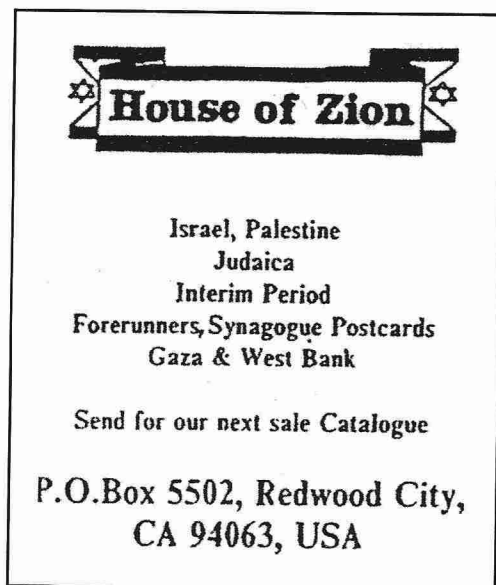 House of Zion
Israel, Palestine
Judaica
Interim Period
Forerunners, Synagogue Postcards
Gaza & West Bank
Send for our next sale Catalogue
P.O.Box 5502, Redwood City,
CA 94063, USA